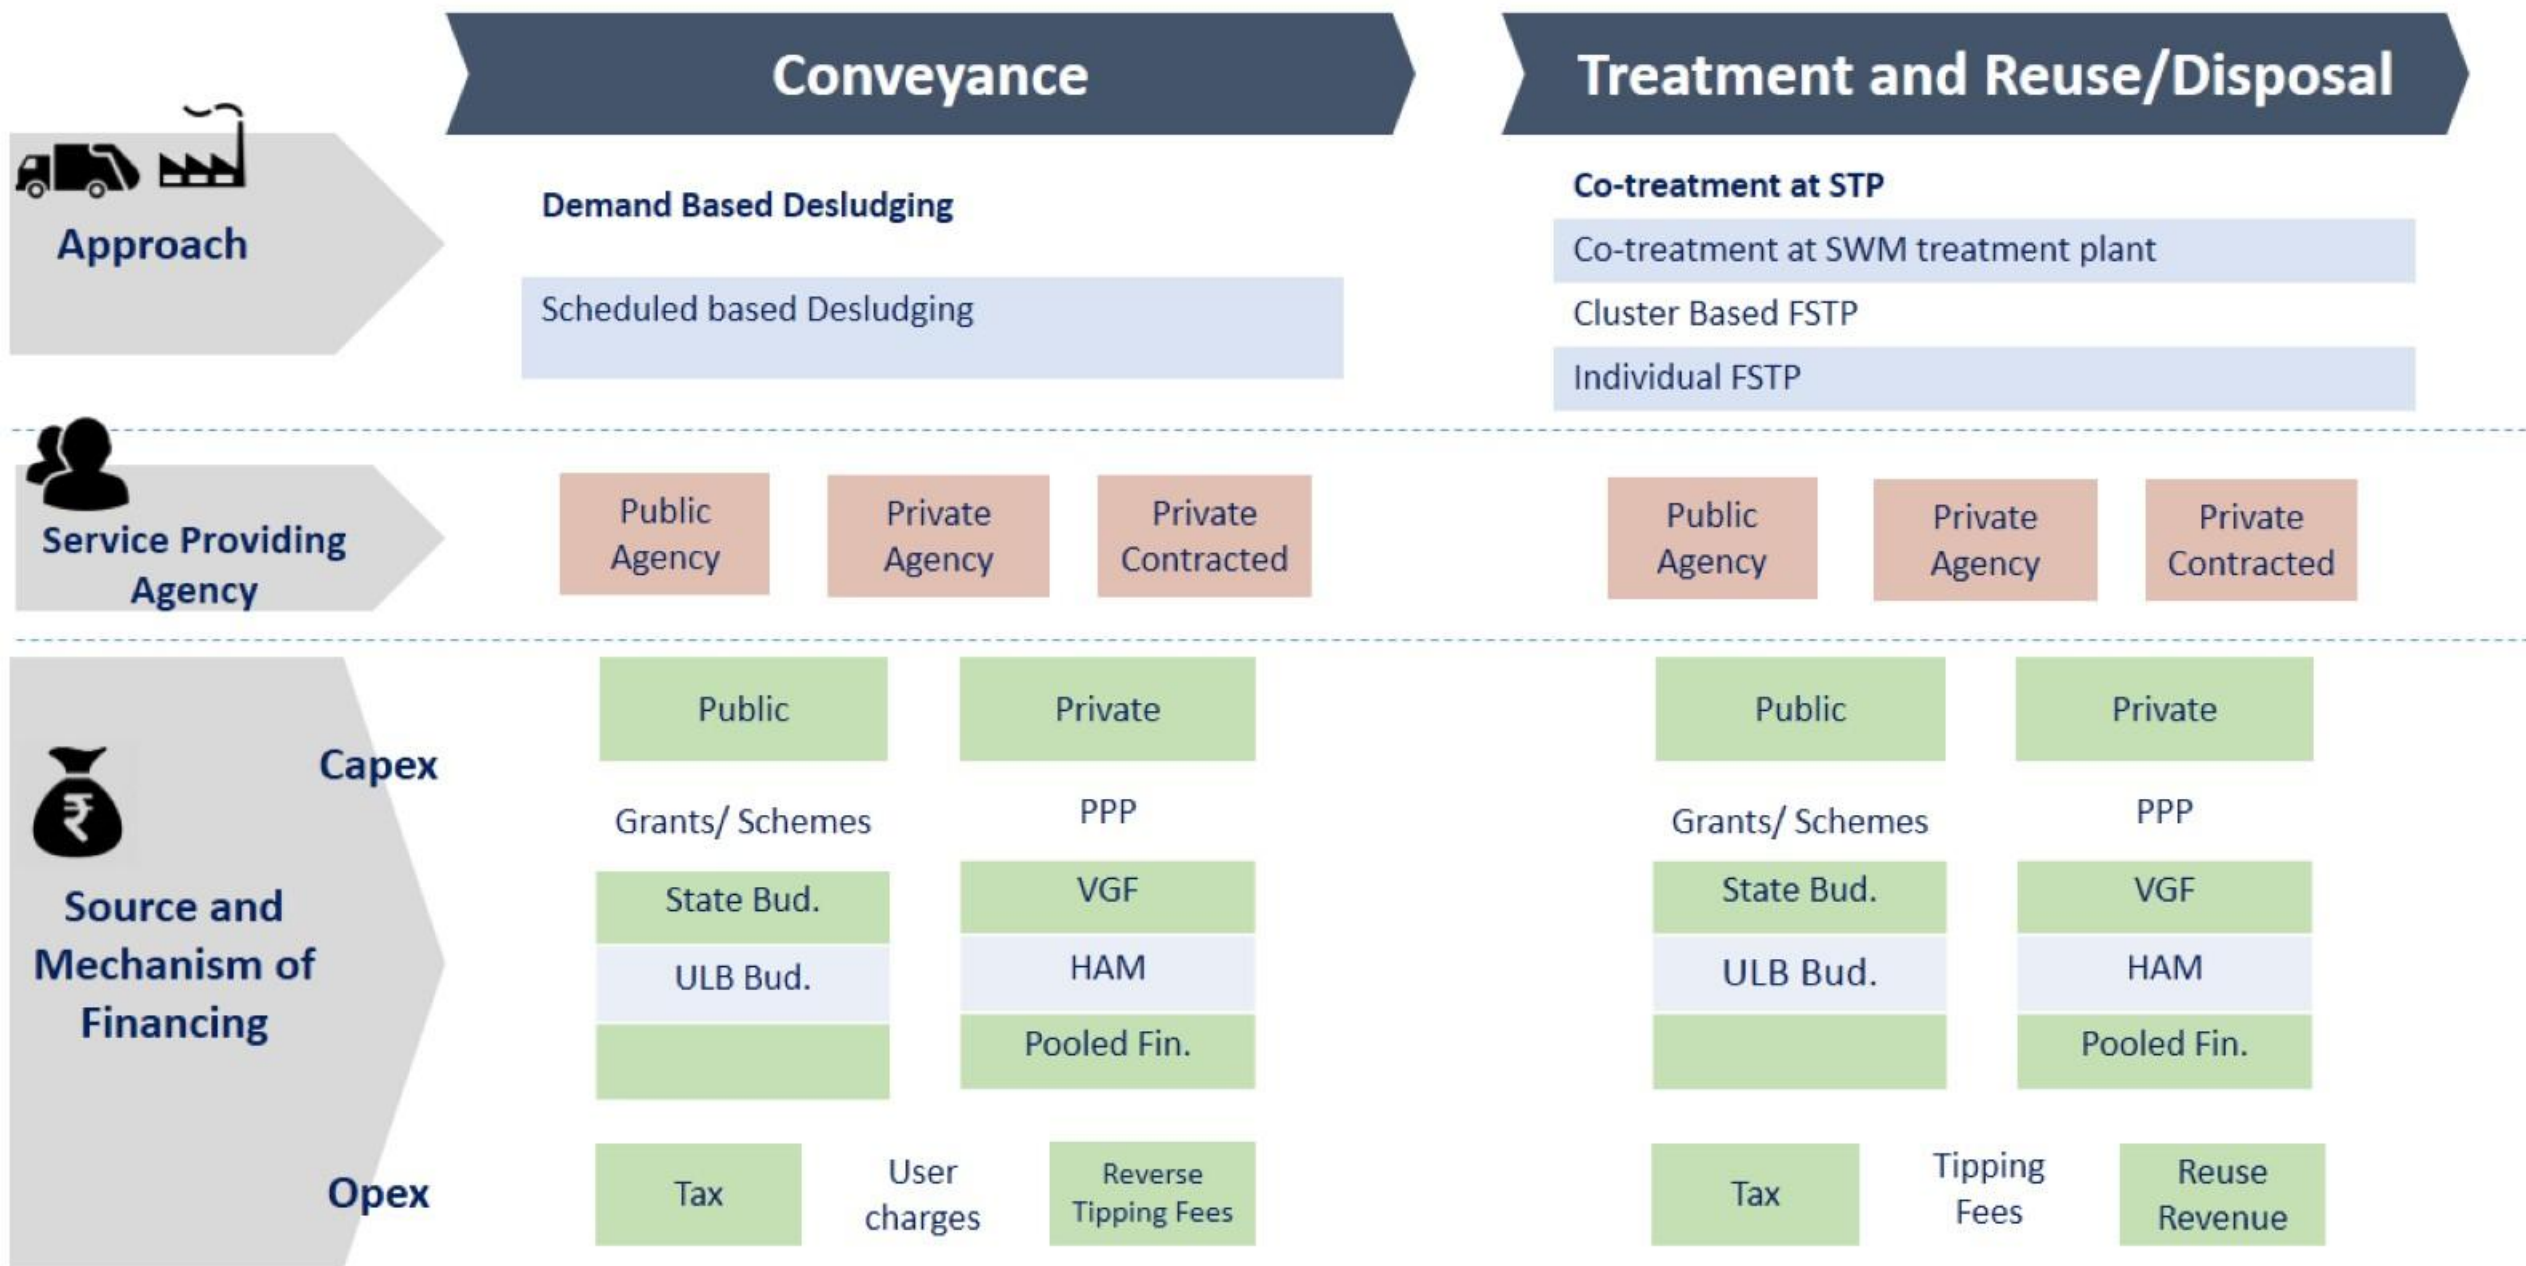 Conveyance
Treatment and Reuse/Disposal
Approach
Demand Based Desludging
Scheduled based Desludging
Co-treatment at STP
Co-treatment at SWM treatment plant
Cluster Based FSTP
Individual FSTP
Service Providing
Agency
Public
Agency
Private
Agency
Private
Contracted
Public
Agency
Private
Agency
Private
Contracted
₹
Source and
Mechanism of
Financing
Capex
Public
Private
Grants/ Schemes
PPP
State Bud.
VGF
ULB Bud.
HAM
Pooled Fin.
Public
Private
Grants/ Schemes
PPP
State Bud.
VGF
ULB Bud.
HAM
Pooled Fin.
Opex
Tax
User
charges
Reverse
Tipping Fees
Tax
Tipping
Fees
Reuse
Revenue